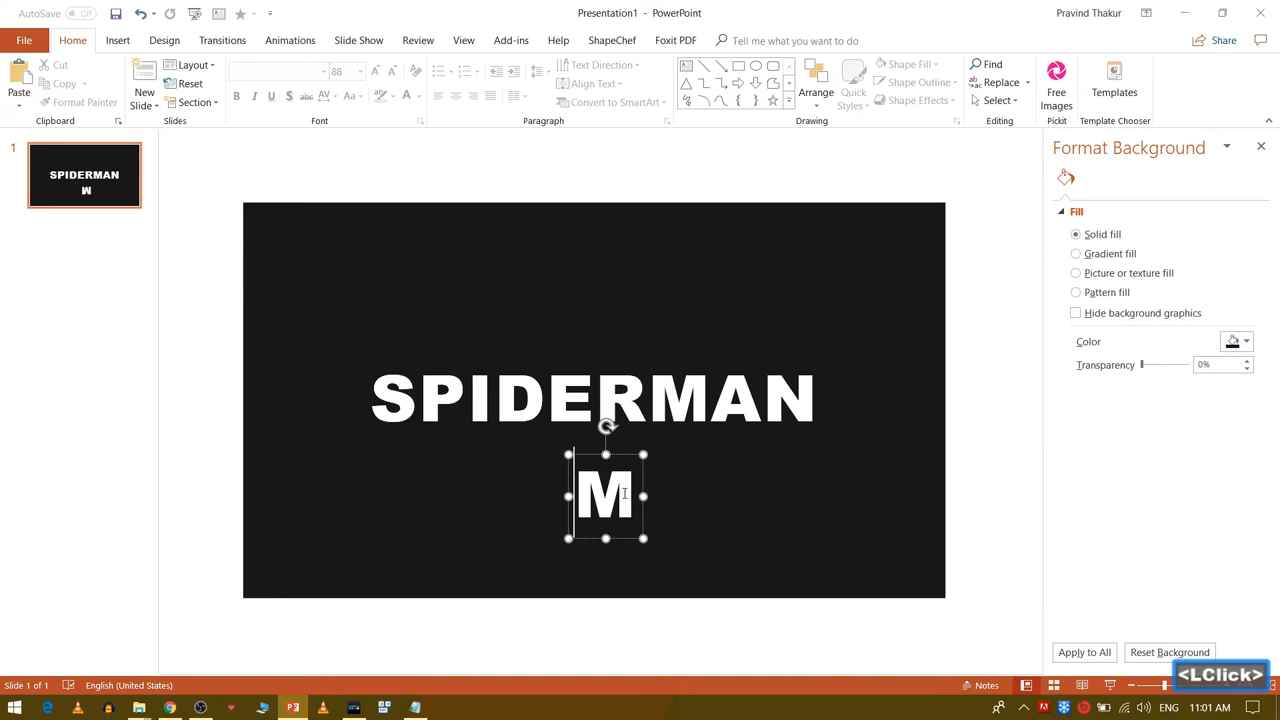 AutoSave Off
Presentation1 - PowerPoint
Pravind Thakur
File Home Insert Design Transitions Animations Slide Show Review View Add-ins Help ShapeChef Foxit PDF Tell me what you want to do Share
Paste
Cut
Copy
Format Painter
Clipboard
New Slide
Layout
Reset
Section
Slides
88
B I U S abc AV Aa A
Font
Text Direction
Align Text
Convert to SmartArt
Paragraph
Arrange
Quick Styles
Shape Fill
Shape Outline
Shape Effects
Drawing
Find
Replace
Select
Editing
Free Images
Pickit
Templates
Template Chooser
1
SPIDERMAN
M
SPIDERMAN
M
Format Background
Fill
Solid fill
Gradient fill
Picture or texture fill
Pattern fill
Hide background graphics
Color
Transparency 0%
Apply to All Reset Background
<LClick>
Slide 1 of 1 English (United States) Notes
ENG 11:01 AM